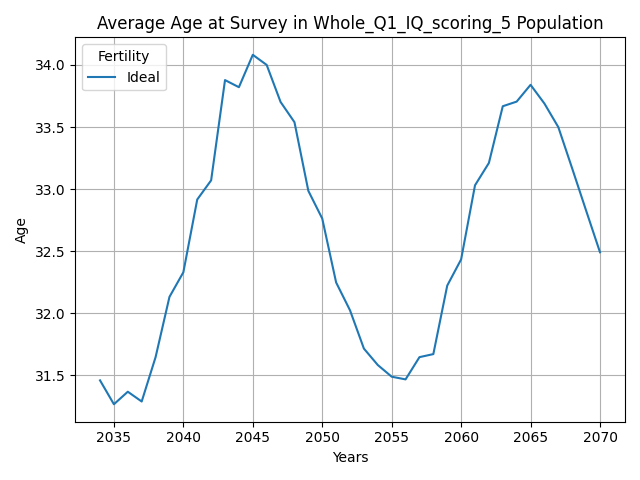 Average Age at Survey in Whole_Q1_IQ_scoring_5 Population
Fertility
Ideal
34.0
33.5
33.0
32.5
32.0
31.5
Age
2035 2040 2045 2050 2055 2060 2065 2070
Years